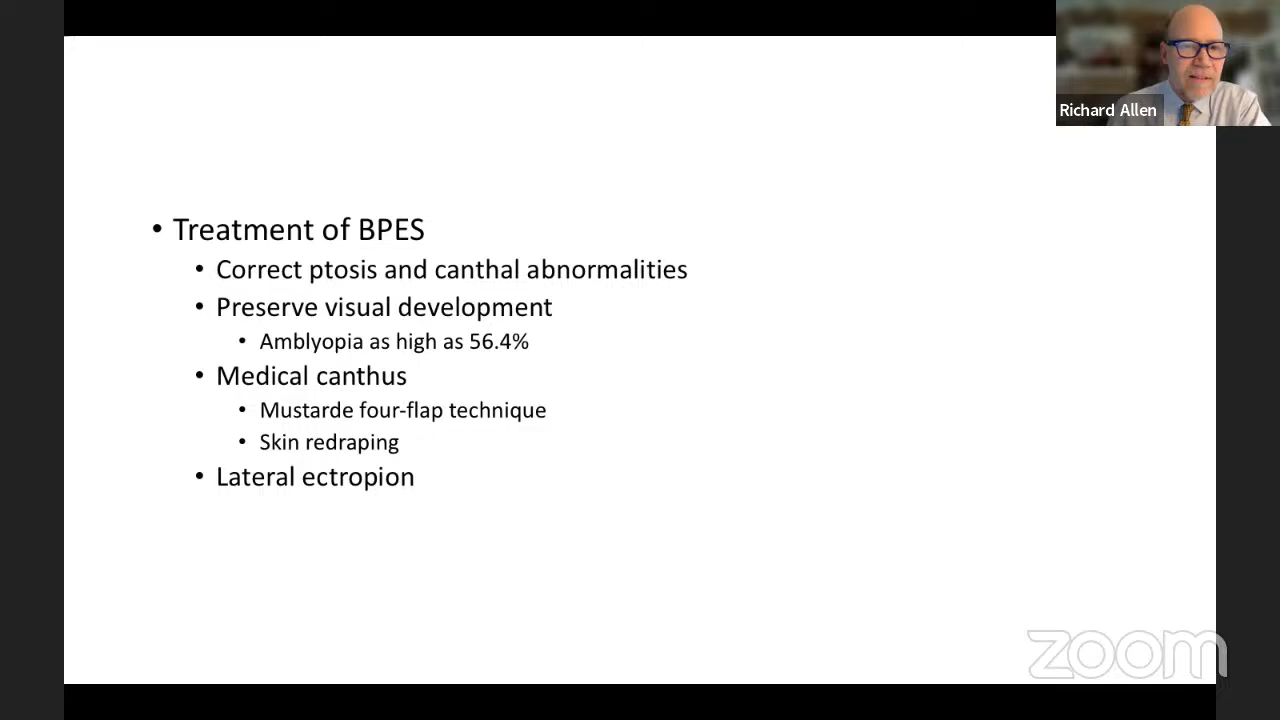 Richard Allen
• Treatment of BPES
• Correct ptosis and canthal abnormalities
• Preserve visual development
• Amblyopia as high as 56.4%
• Medical canthus
• Mustarde four-flap technique
• Skin redraping
• Lateral ectropion
zoom